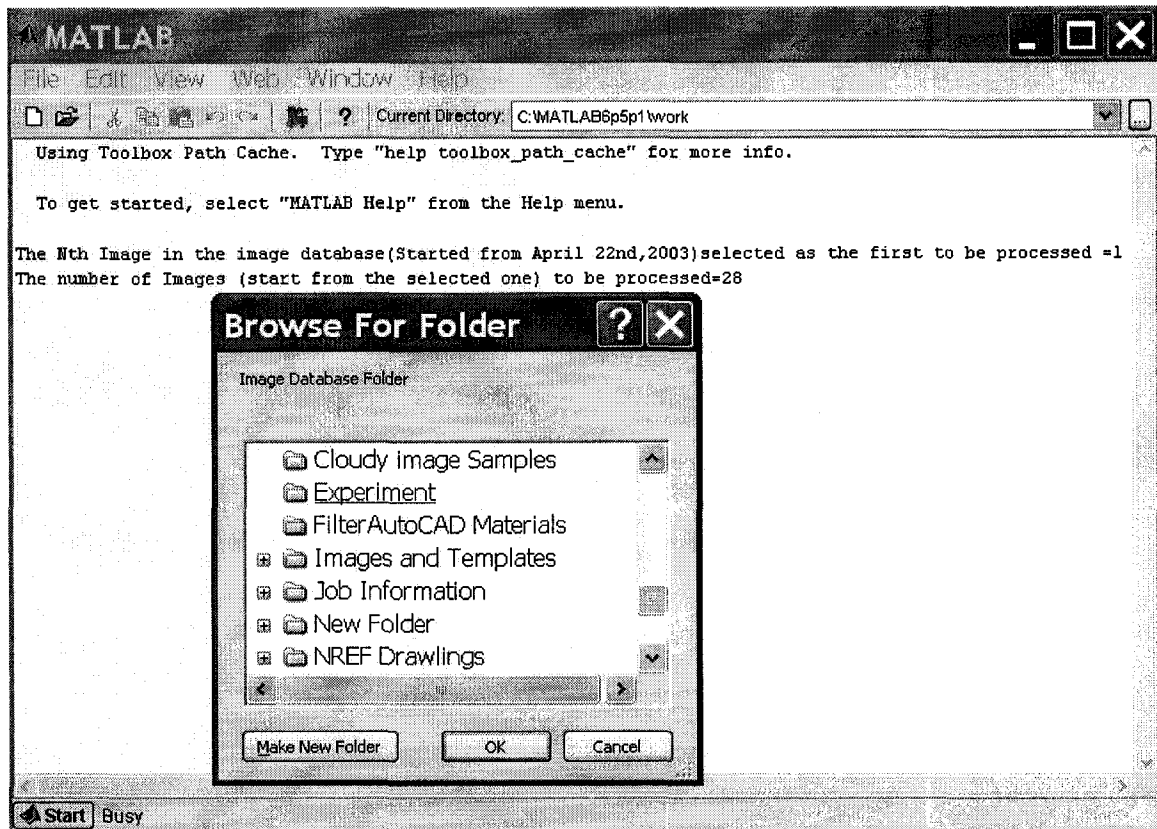 MATLAB
File Edit View Web Window Help
? Current Directory: C:\MATLAB6p5p1\work ...
Using Toolbox Path Cache. Type "help toolbox_path_cache" for more info.
To get started, select "MATLAB Help" from the Help menu.
The Nth Image in the image database(Started from April 22nd,2003)selected as the first to be processed =1
The number of Images (start from the selected one) to be processed=28
Browse For Folder
Image Database Folder
Cloudy image Samples
Experiment
FilterAutoCAD Materials
Images and Templates
Job Information
New Folder
NREF Drawlings
Make New Folder OK Cancel
Start Busy